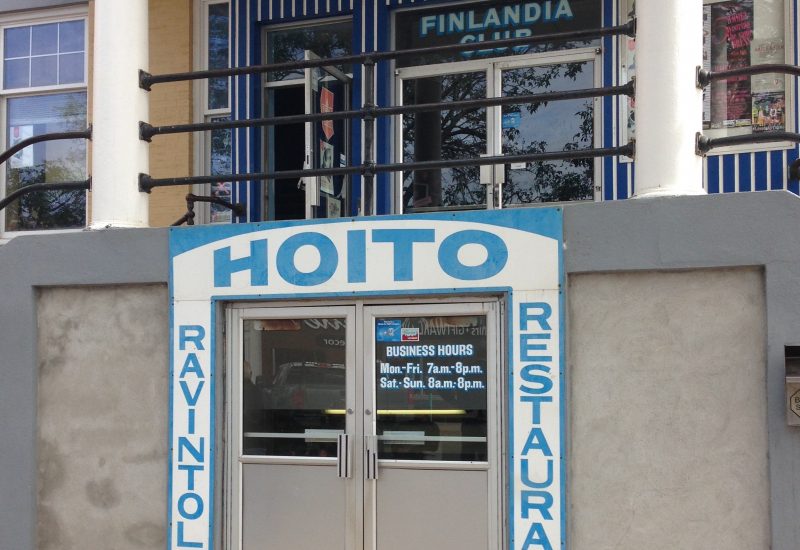 FINLANDIA
CLUB
HOITO
RAVINTOL
RESTAURA
BUSINESS HOURS
Mon.-Fri. 7a.m.-8p.m.
Sat.-Sun. 8a.m.-8p.m.